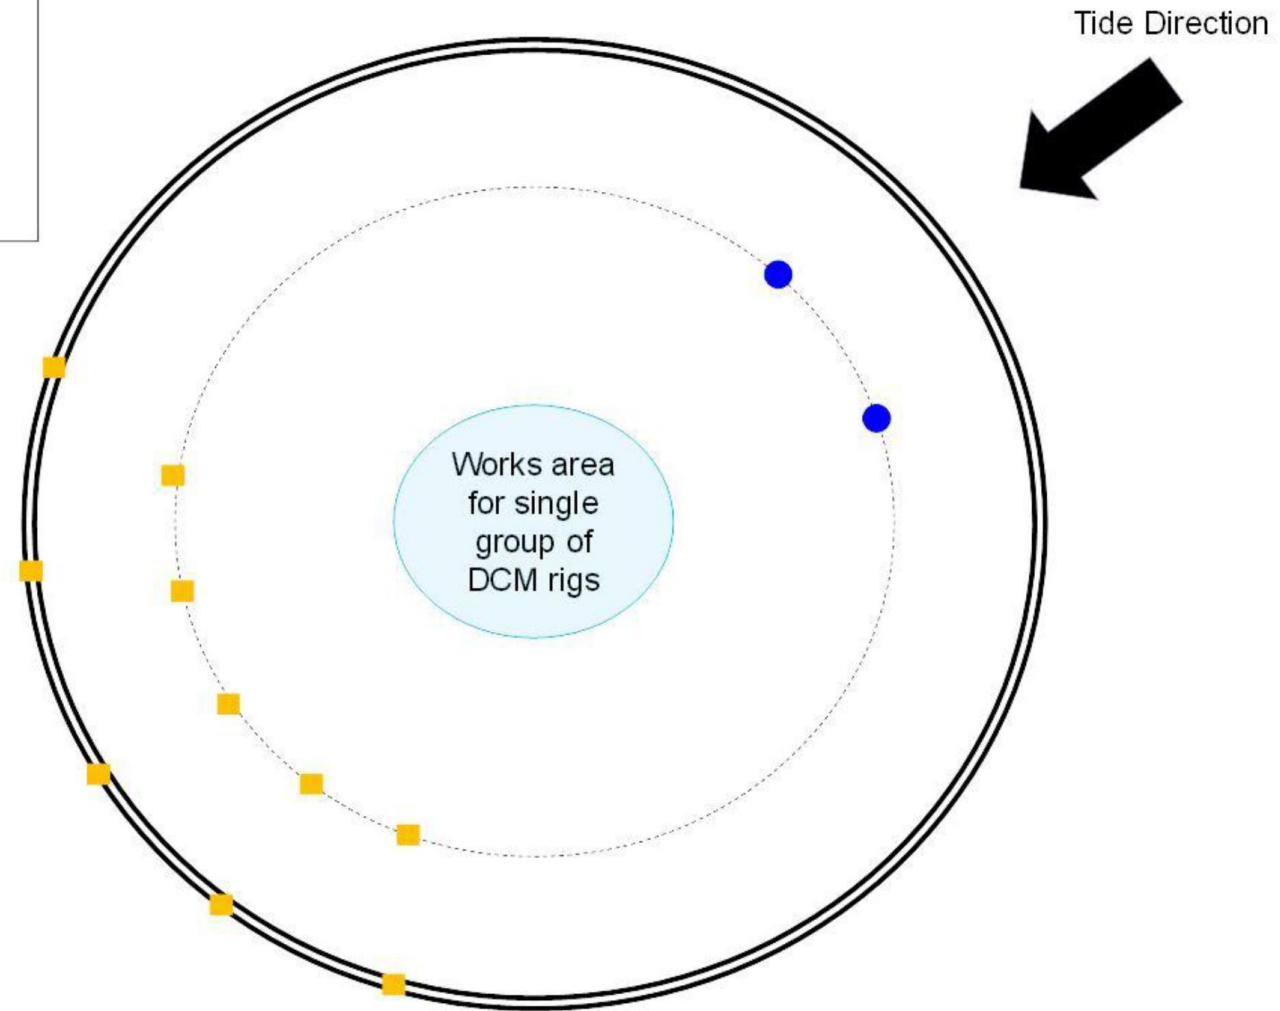 Tide Direction
Works area
for single
group of
DCM rigs